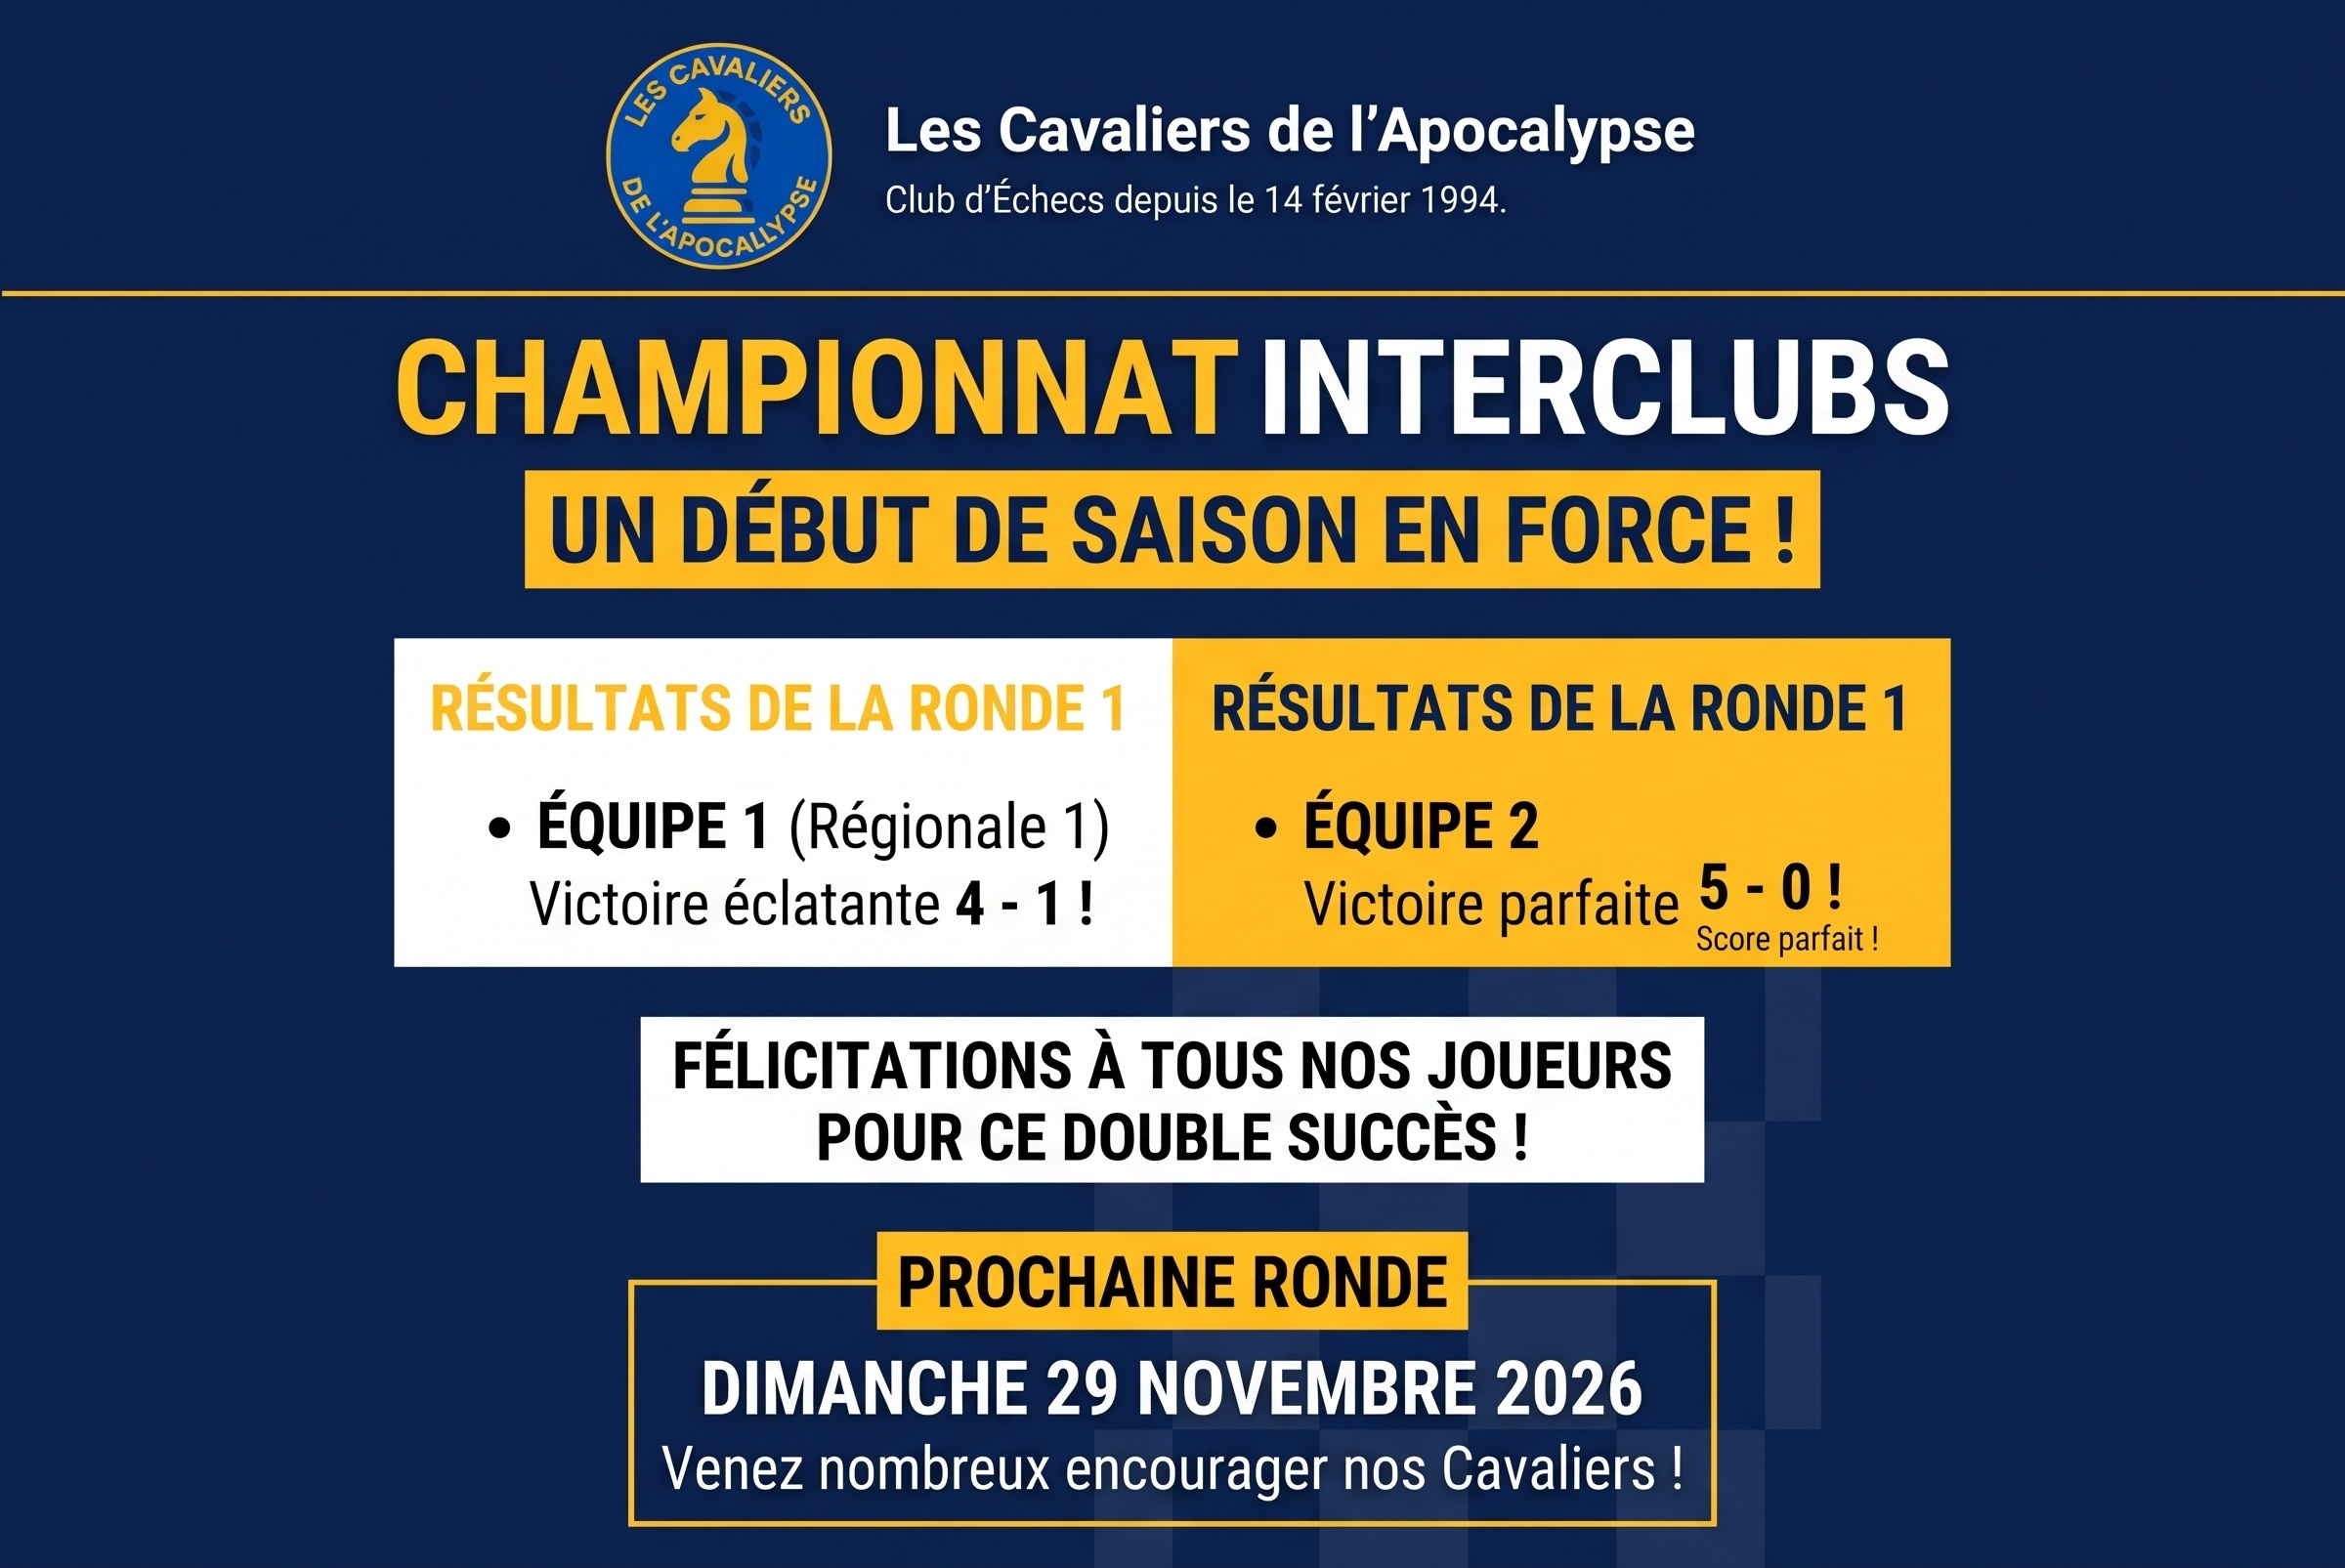 LES CAVALIERS
DE L'APOCALLYPSE
Les Cavaliers de l’Apocalypse
Club d’Échecs depuis le 14 février 1994.
CHAMPIONNAT INTERCLUBS
UN DÉBUT DE SAISON EN FORCE !
RÉSULTATS DE LA RONDE 1
• ÉQUIPE 1 (Régionale 1)
Victoire éclatante 4 - 1 !
RÉSULTATS DE LA RONDE 1
• ÉQUIPE 2
Victoire parfaite 5 - 0 !
Score parfait !
FÉLICITATIONS À TOUS NOS JOUEURS
POUR CE DOUBLE SUCCÈS !
PROCHAINE RONDE
DIMANCHE 29 NOVEMBRE 2026
Venez nombreux encourager nos Cavaliers !